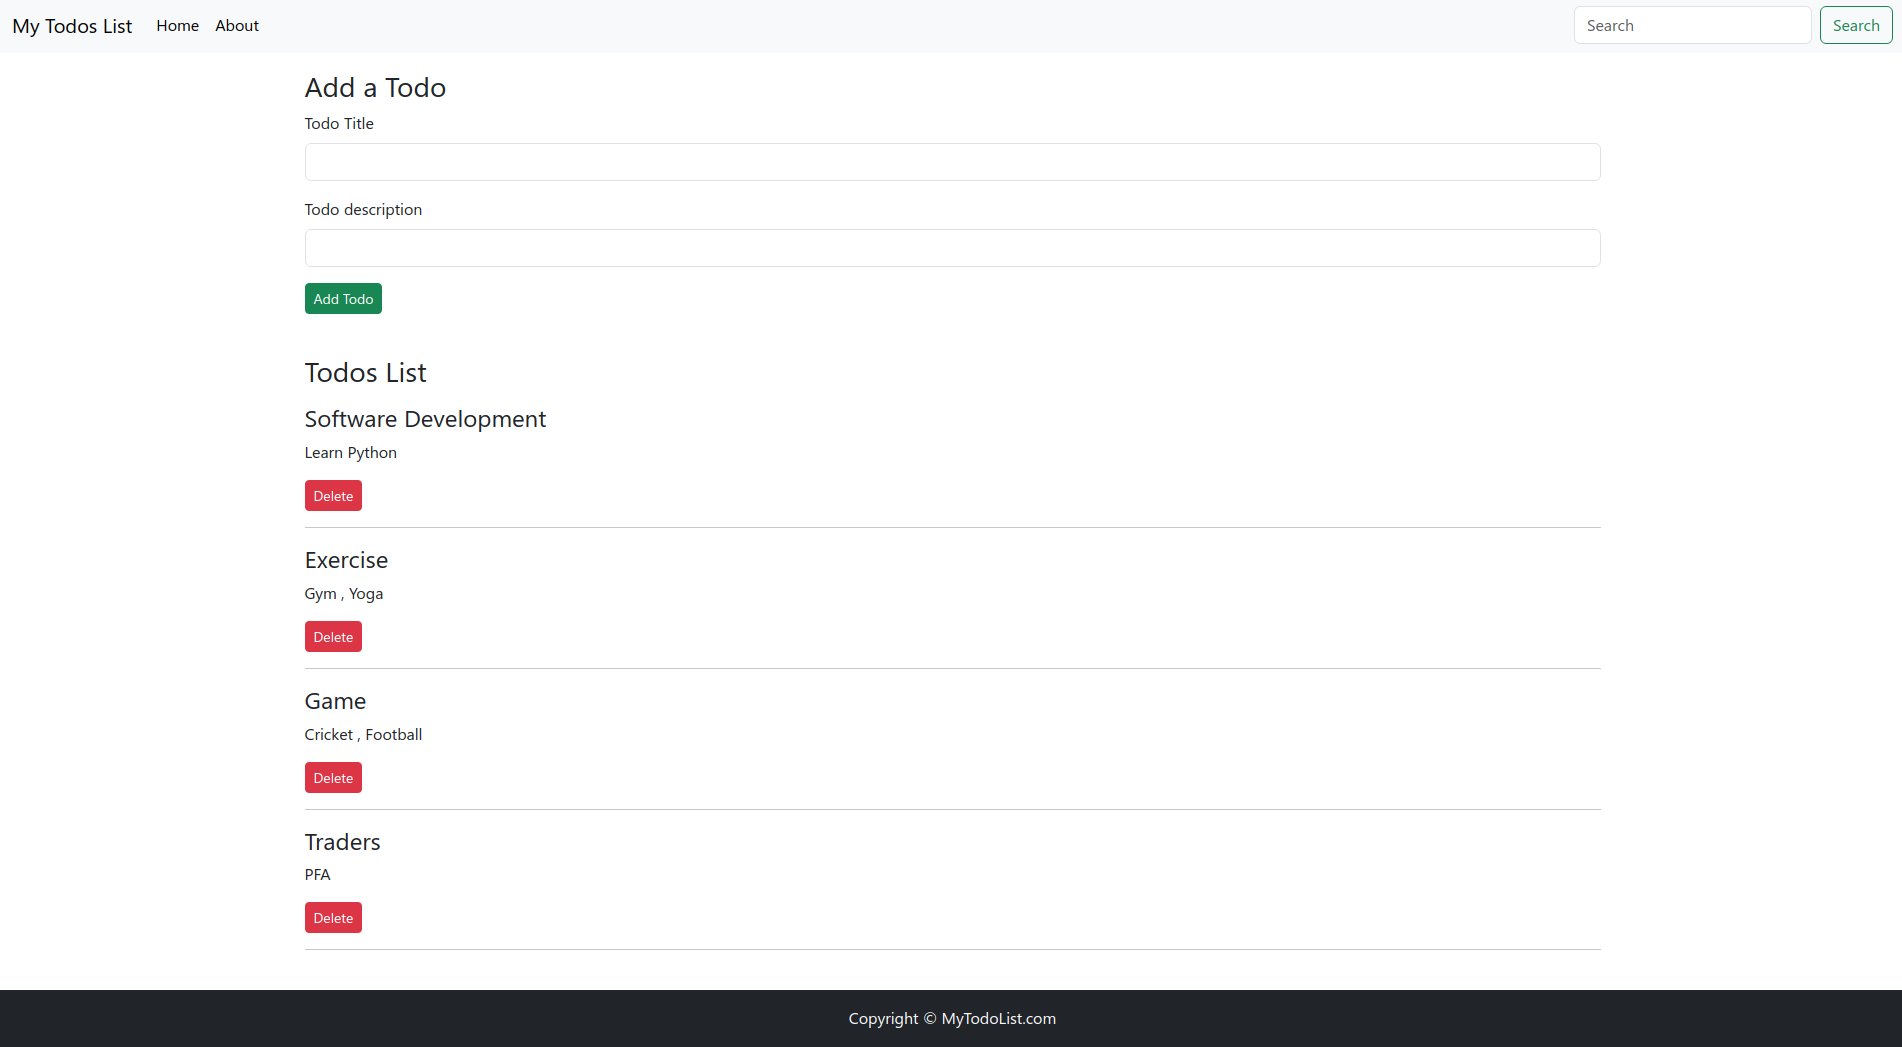 My Todos List Home About Search Search
Add a Todo
Todo Title
Todo description
Add Todo
Todos List
Software Development
Learn Python
Delete
Exercise
Gym , Yoga
Delete
Game
Cricket , Football
Delete
Traders
PFA
Delete
Copyright © MyTodoList.com